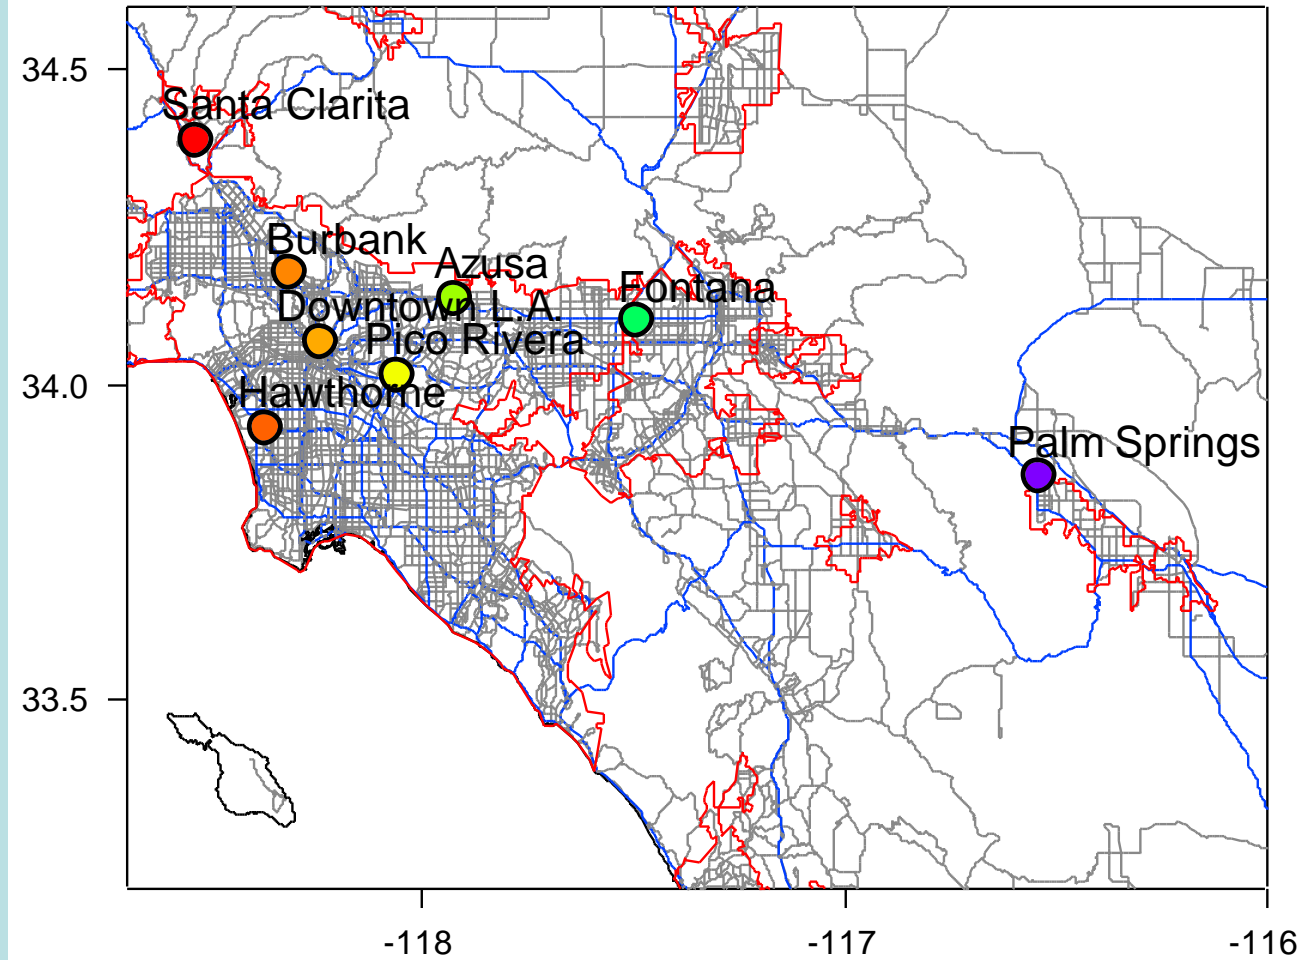 34.5
Santa Clarita
Burbank
Azusa
Fontana
Downtown L.A.
Pico Rivera
34.0
Hawthorne
Palm Springs
33.5
-118
-117
-116